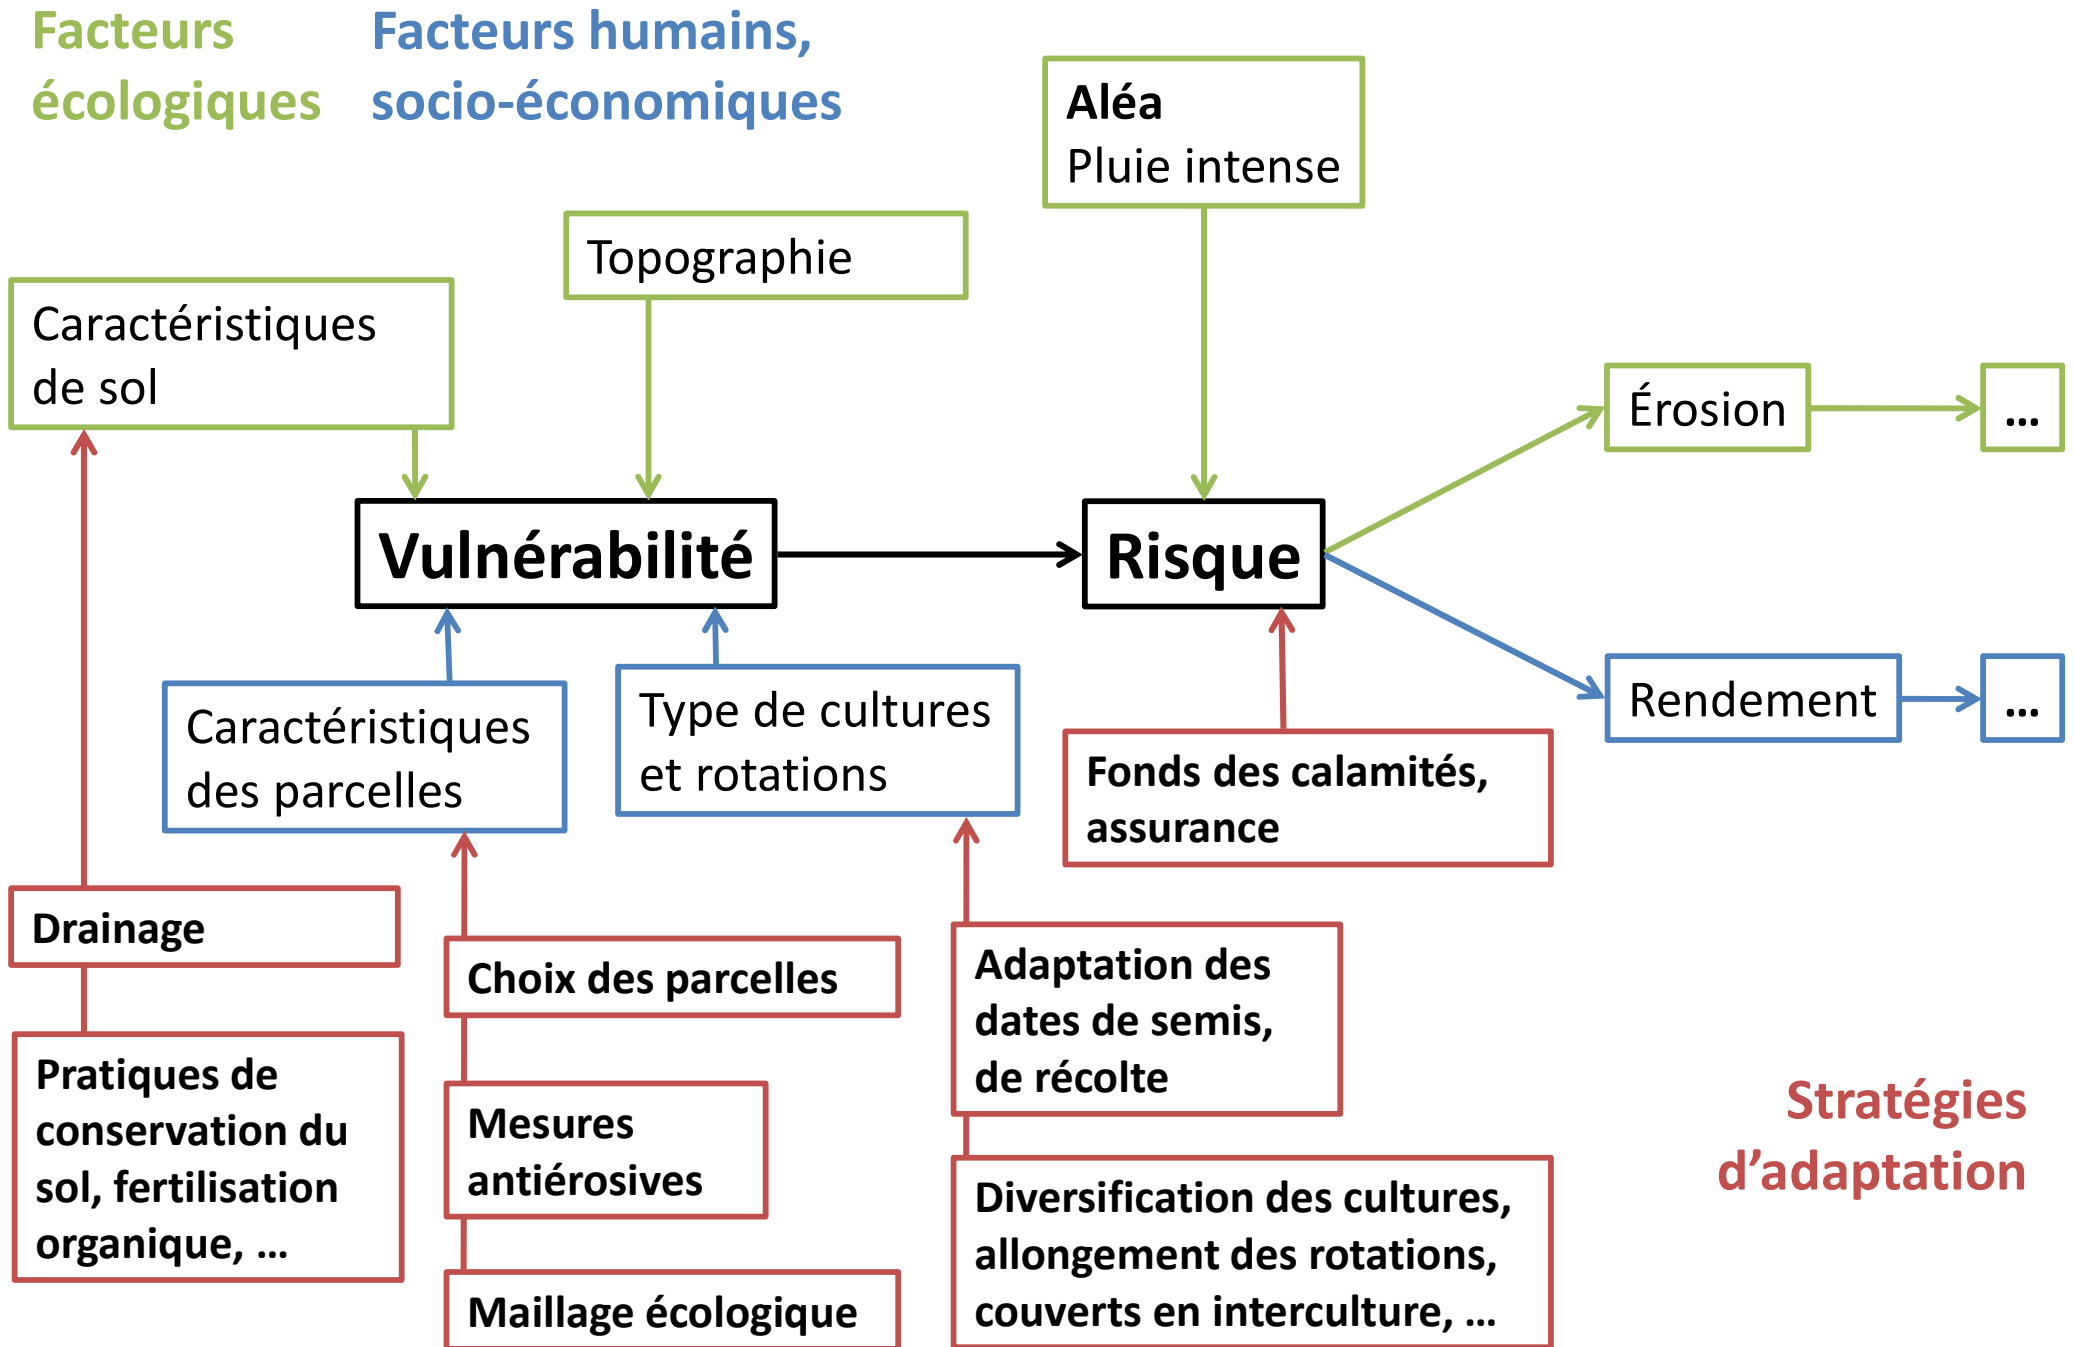 Facteurs
écologiques
Facteurs humains,
socio-économiques
Aléa
Pluie intense
Topographie
Caractéristiques
de sol
Érosion
...
Vulnérabilité
Risque
Caractéristiques
des parcelles
Type de cultures
et rotations
Rendement
...
Fonds des calamités,
assurance
Drainage
Choix des parcelles
Adaptation des
dates de semis,
de récolte
Pratiques de
conservation du
sol, fertilisation
organique, ...
Mesures
antiérosives
Stratégies
d’adaptation
Diversification des cultures,
allongement des rotations,
couverts en interculture, ...
Maillage écologique